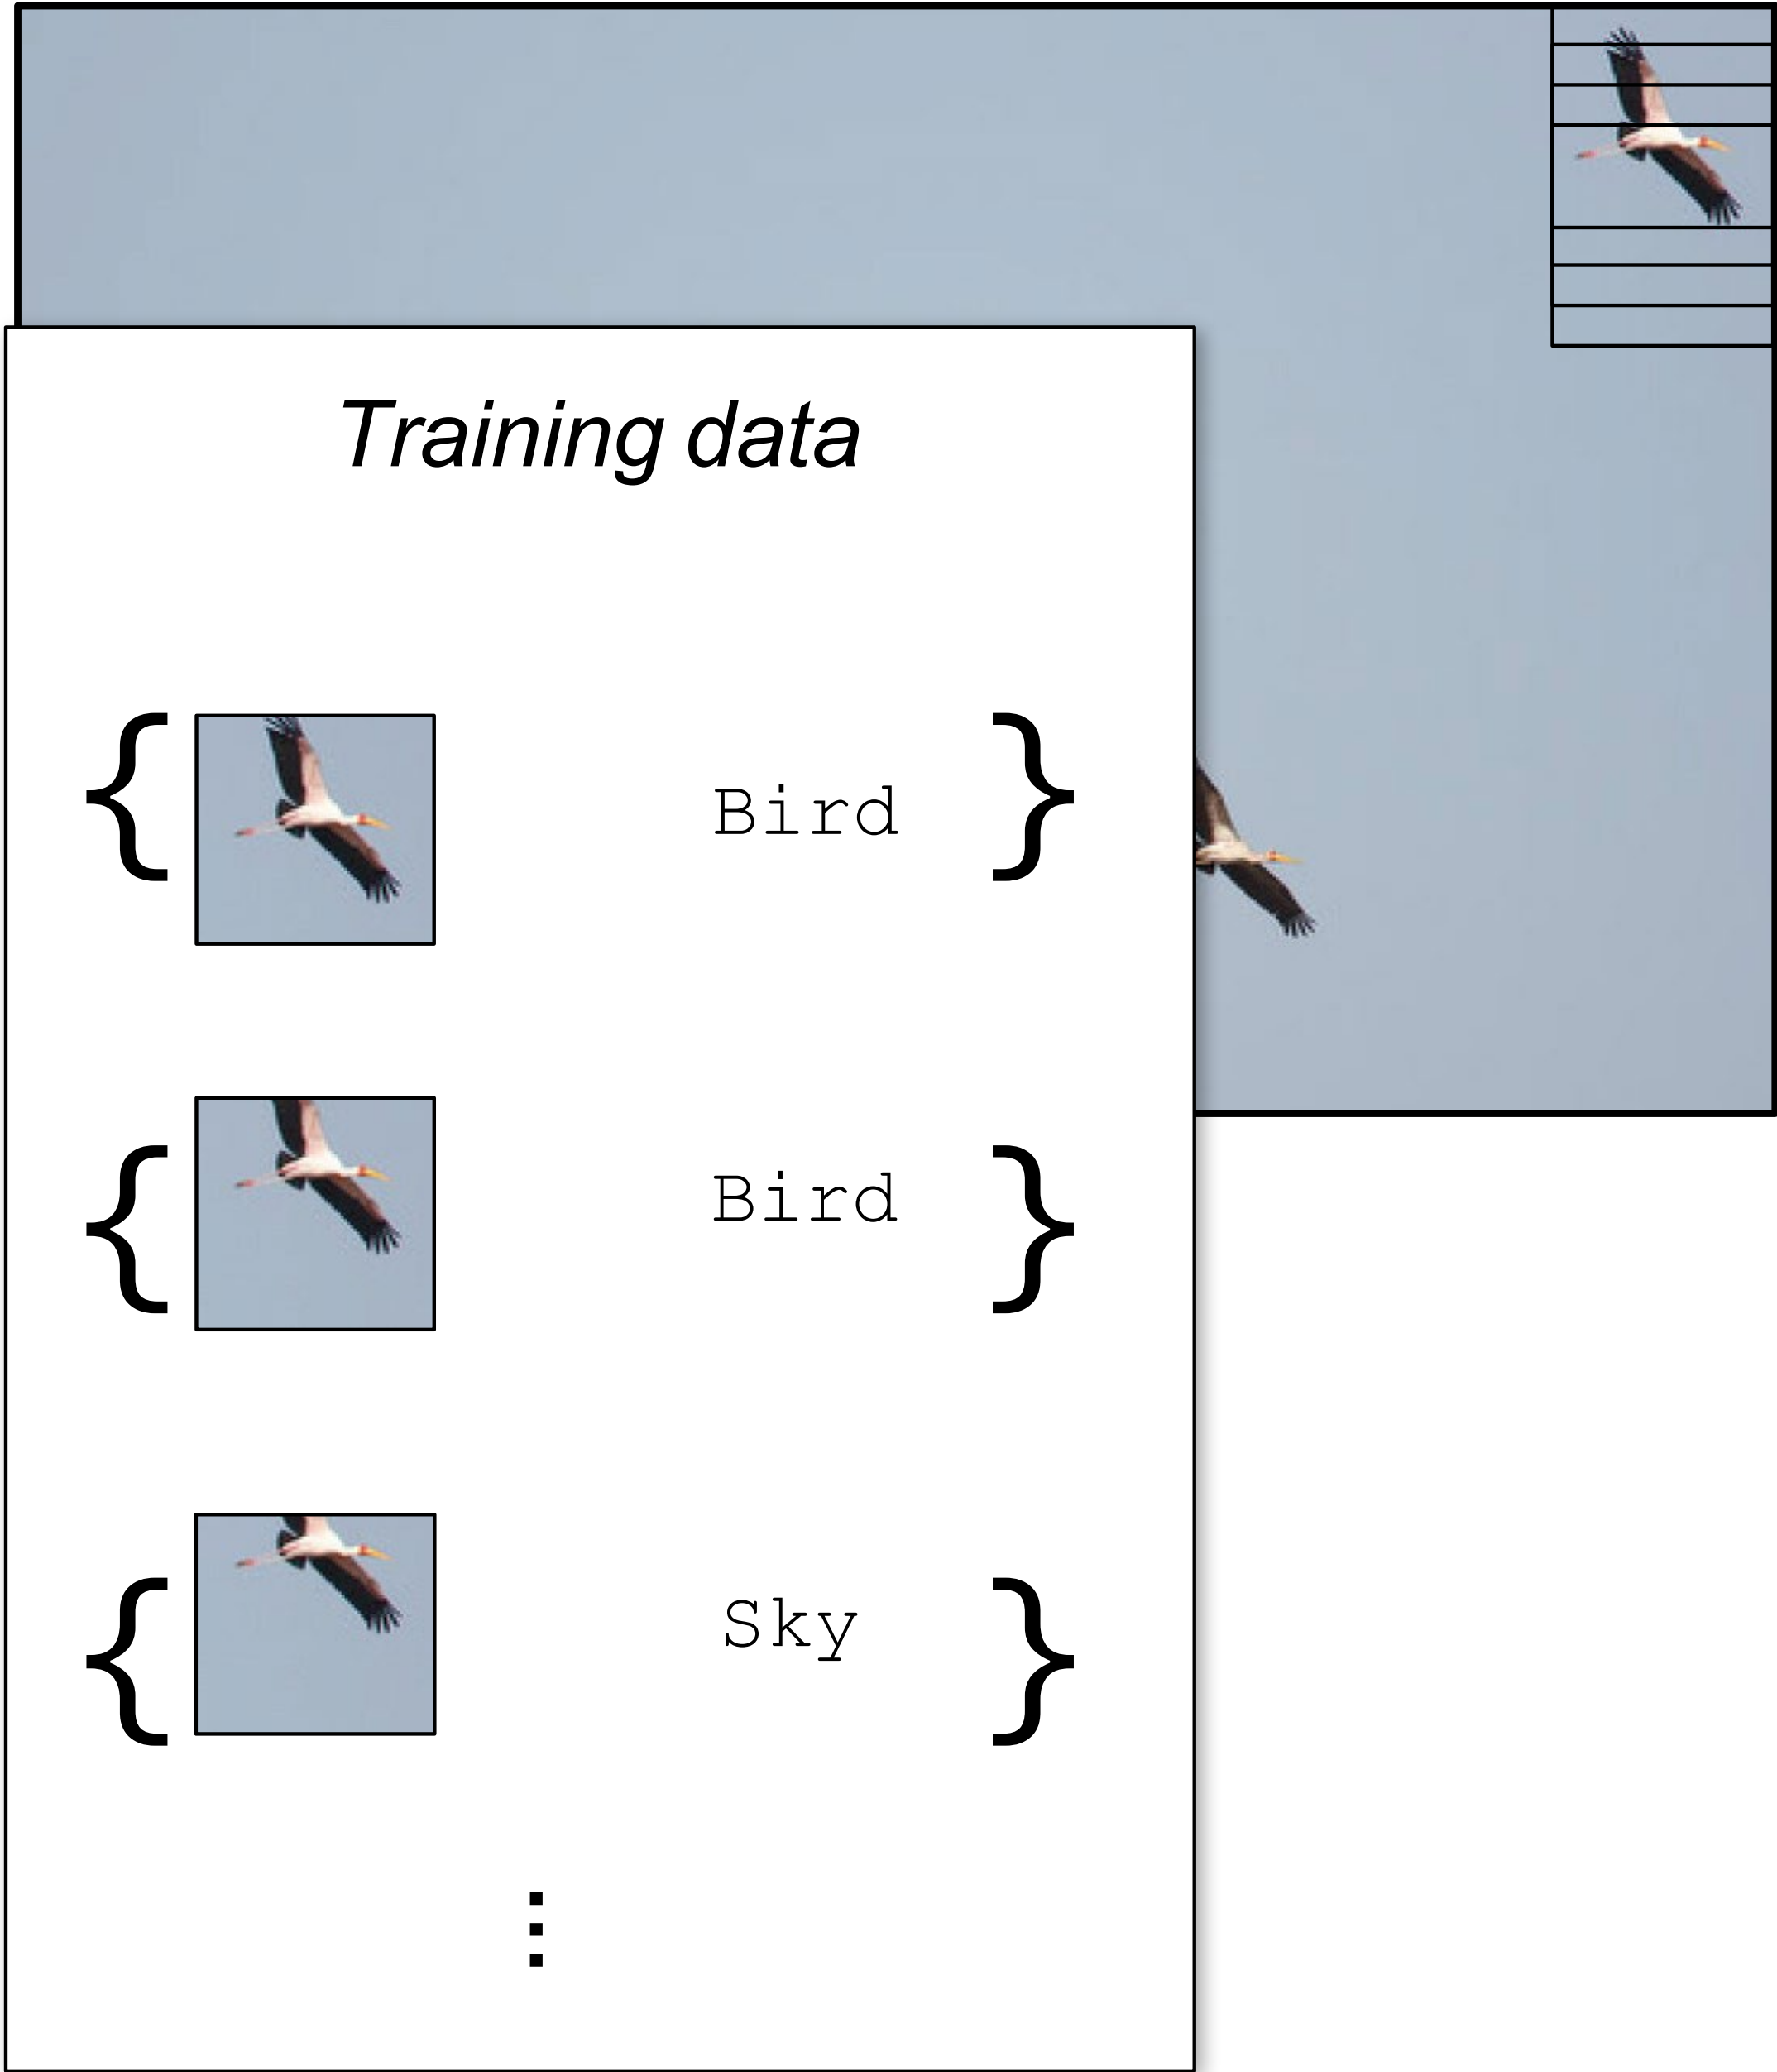 Training data
{ Bird }
{ Bird }
{ Sky }
⋮